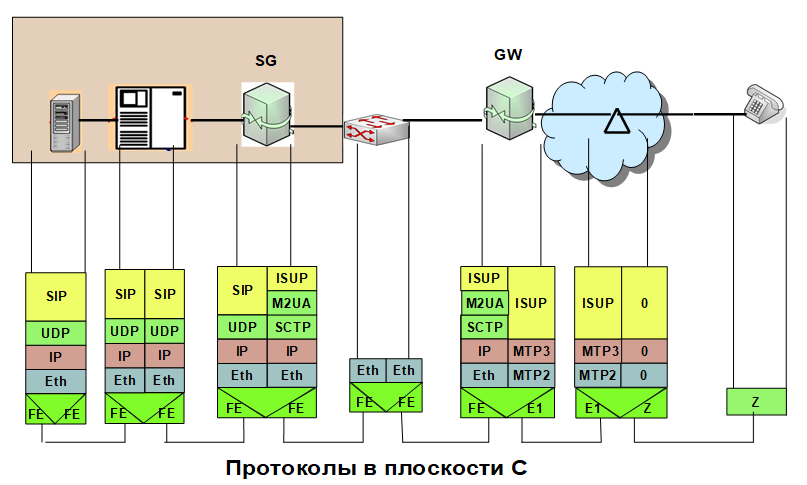 SG
GW
SIP
UDP
IP
Eth
FE FE
SIP SIP
UDP UDP
IP IP
Eth Eth
FE FE
SIP ISUP
M2UA
UDP SCTP
IP IP
Eth Eth
FE FE
Eth Eth
FE FE
ISUP ISUP
M2UA
SCTP
IP MTP3
Eth MTP2
FE E1
ISUP 0
MTP3 0
MTP2 0
E1 Z
Z
Протоколы в плоскости С